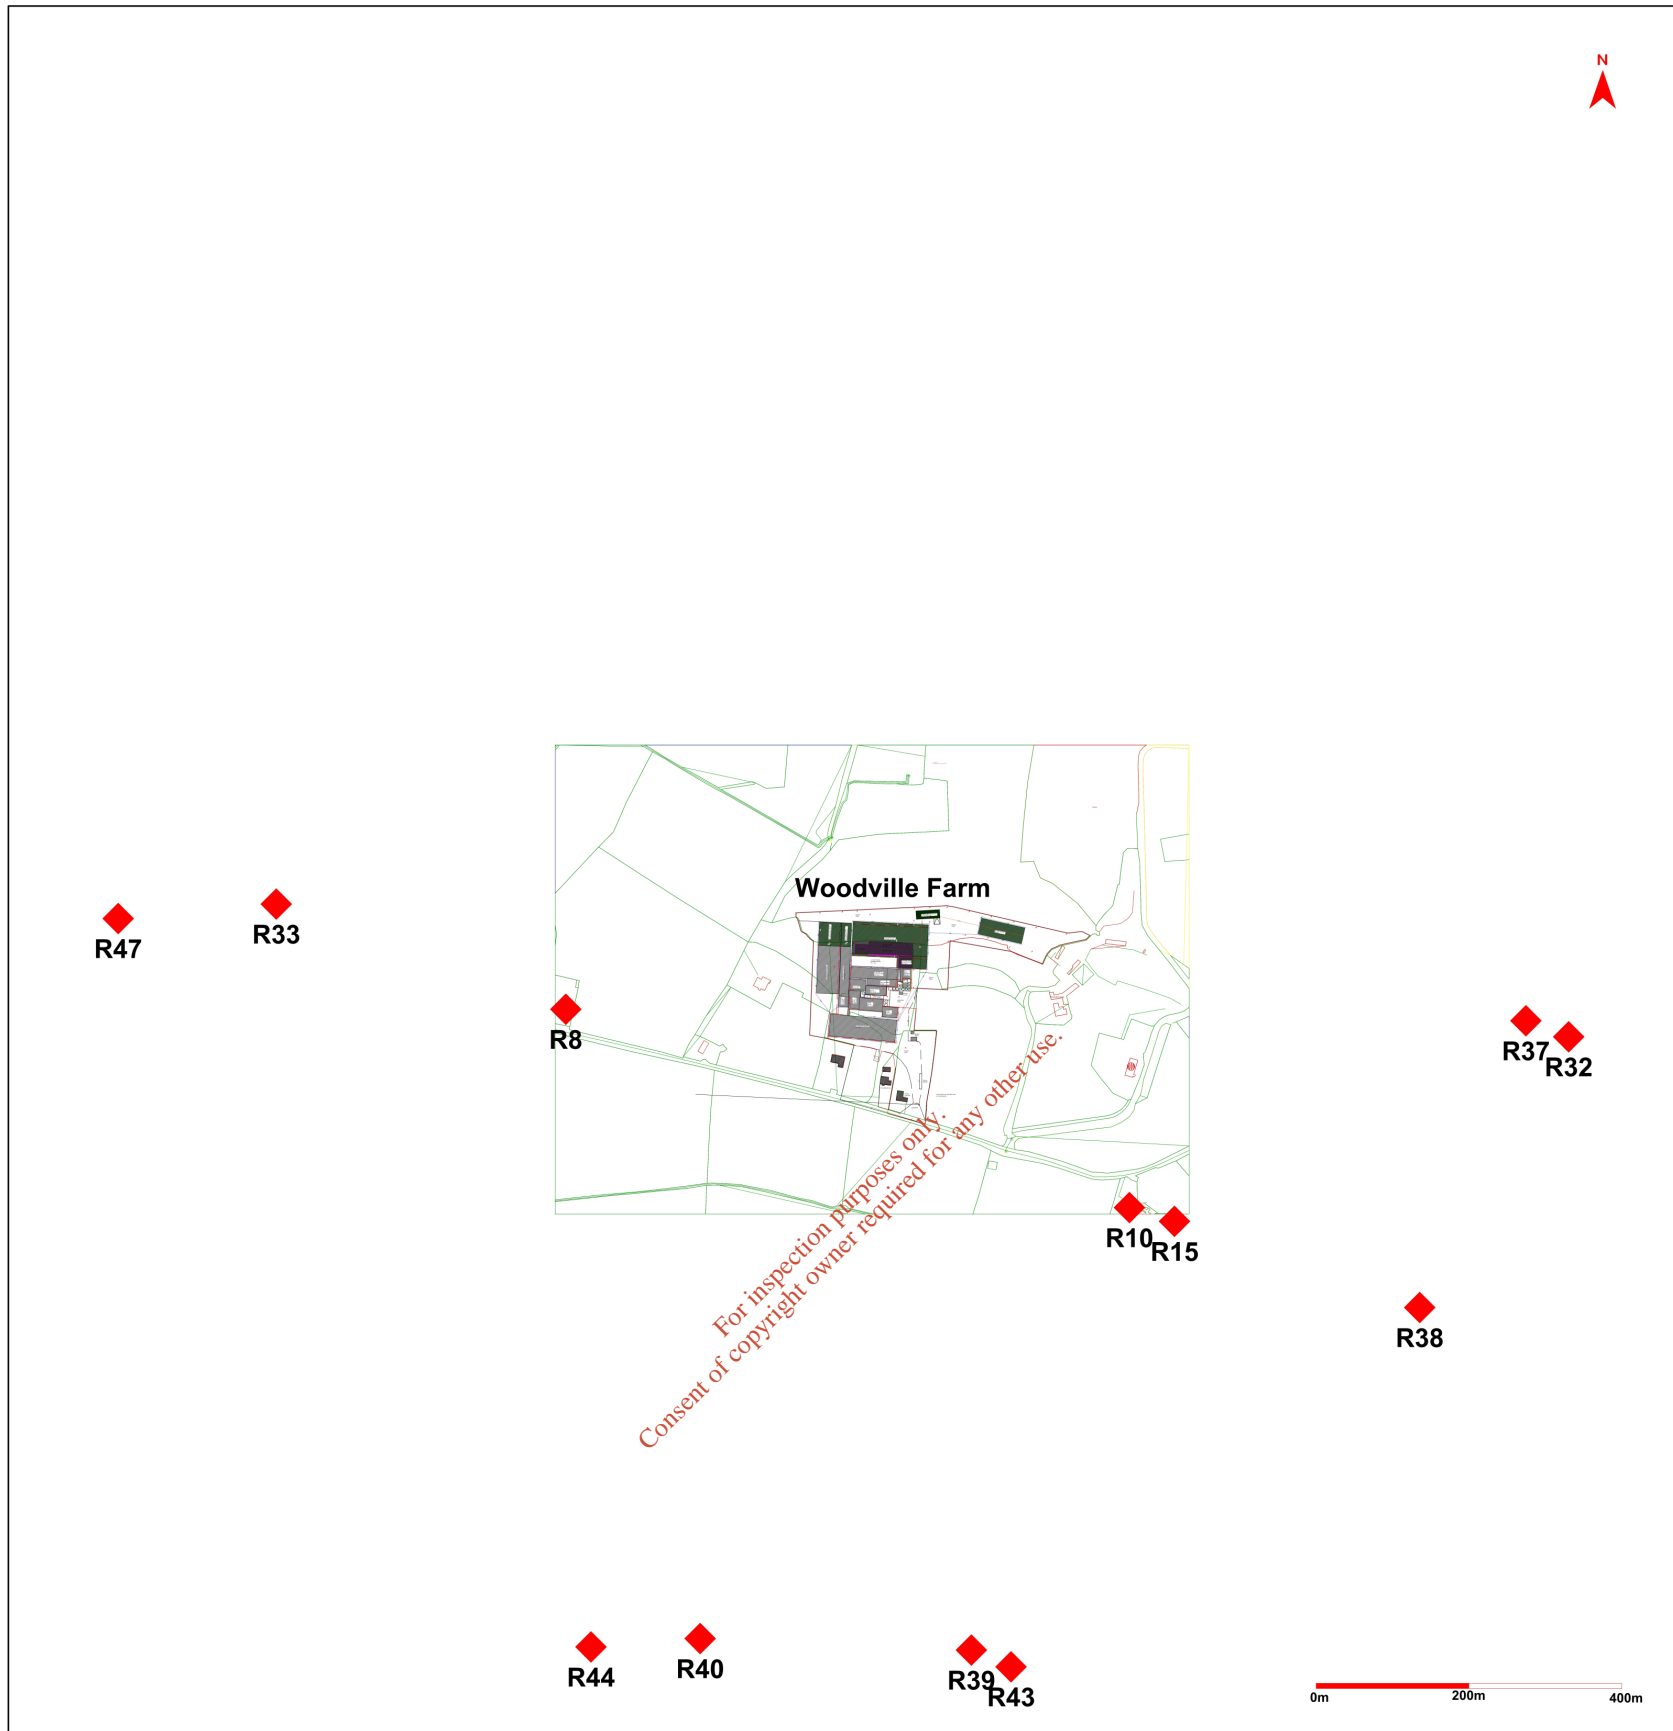 N
Woodville Farm
R47
R33
R8
R37
R32
R10
R15
R38
For inspection purposes only.
Consent of copyright owner required for any other use.
R44
R40
R39
R43
0m
200m
400m